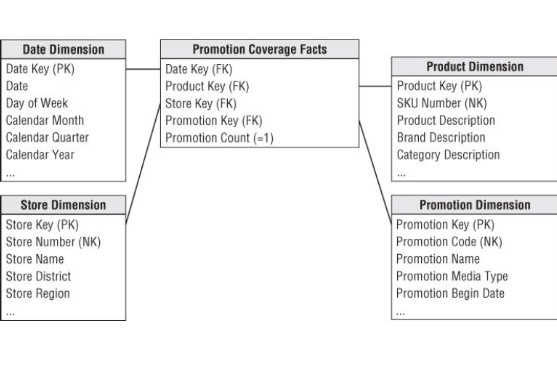 Date Dimension
Date Key (PK)
Date
Day of Week
Calendar Month
Calendar Quarter
Calendar Year
...
Promotion Coverage Facts
Date Key (FK)
Product Key (FK)
Store Key (FK)
Promotion Key (FK)
Promotion Count (=1)
Product Dimension
Product Key (PK)
SKU Number (NK)
Product Description
Brand Description
Category Description
...
Store Dimension
Store Key (PK)
Store Number (NK)
Store Name
Store District
Store Region
...
Promotion Dimension
Promotion Key (PK)
Promotion Code (NK)
Promotion Name
Promotion Media Type
Promotion Begin Date
...